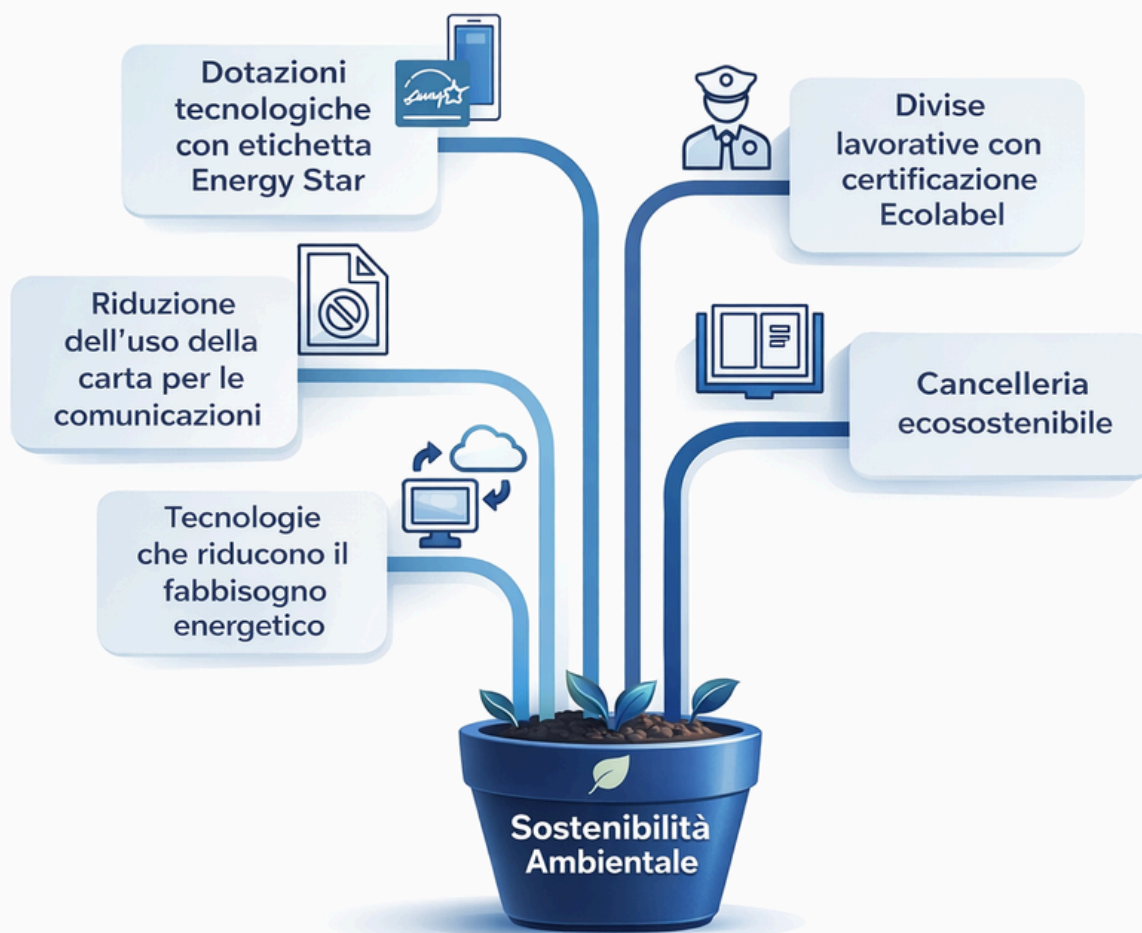 Dotazioni
tecnologiche
con etichetta
Energy Star
Divise
lavorative con
certificazione
Ecolabel
Riduzione
dell'uso della
carta per le
comunicazioni
Cancelleria
ecosostenibile
Tecnologie
che riducono il
fabbisogno
energetico
Sostenibilità
Ambientale